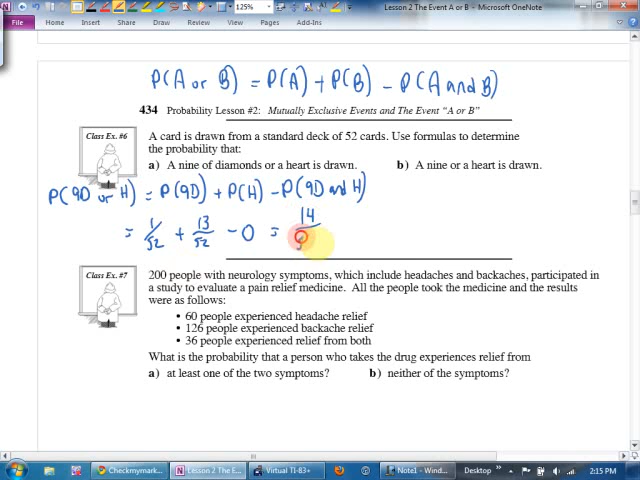 Lesson 2 The Event A or B - Microsoft OneNote
File Home Insert Share Draw Review View Page Setup Add-Ins
125%
P(A or B) = P(A) + P(B) - P(A and B)
434 Probability Lesson #2: Mutually Exclusive Events and The Event "A or B"
Class Ex. #6
A card is drawn from a standard deck of 52 cards. Use formulas to determine
the probability that:
a) A nine of diamonds or a heart is drawn. b) A nine or a heart is drawn.
P(9D or H) = P(9D) + P(H) - P(9D and H)
= 1/52 + 13/52 - 0 = 14/5
Class Ex. #7
200 people with neurology symptoms, which include headaches and backaches, participated in
a study to evaluate a pain relief medicine. All the people took the medicine and the results
were as follows:
• 60 people experienced headache relief
• 126 people experienced backache relief
• 36 people experienced relief from both
What is the probability that a person who takes the drug experiences relief from
a) at least one of the two symptoms? b) neither of the symptoms?
Checkmymark... Lesson 2 The E... Virtual TI-83+ Note1 - Wind... Desktop 2:15 PM